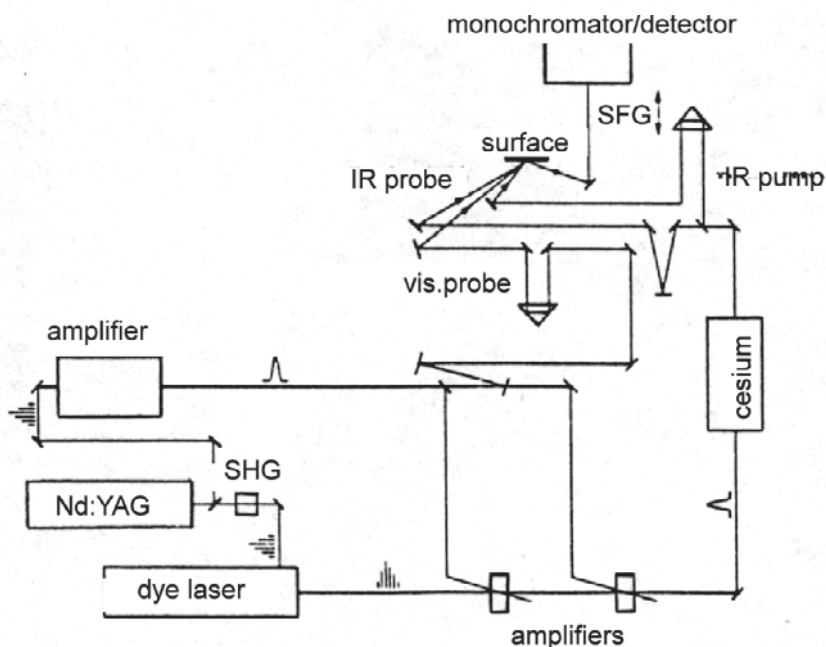 monochromator/detector
SFG
surface
IR probe
IR pump
vis.probe
amplifier
cesium
SHG
Nd:YAG
dye laser
amplifiers